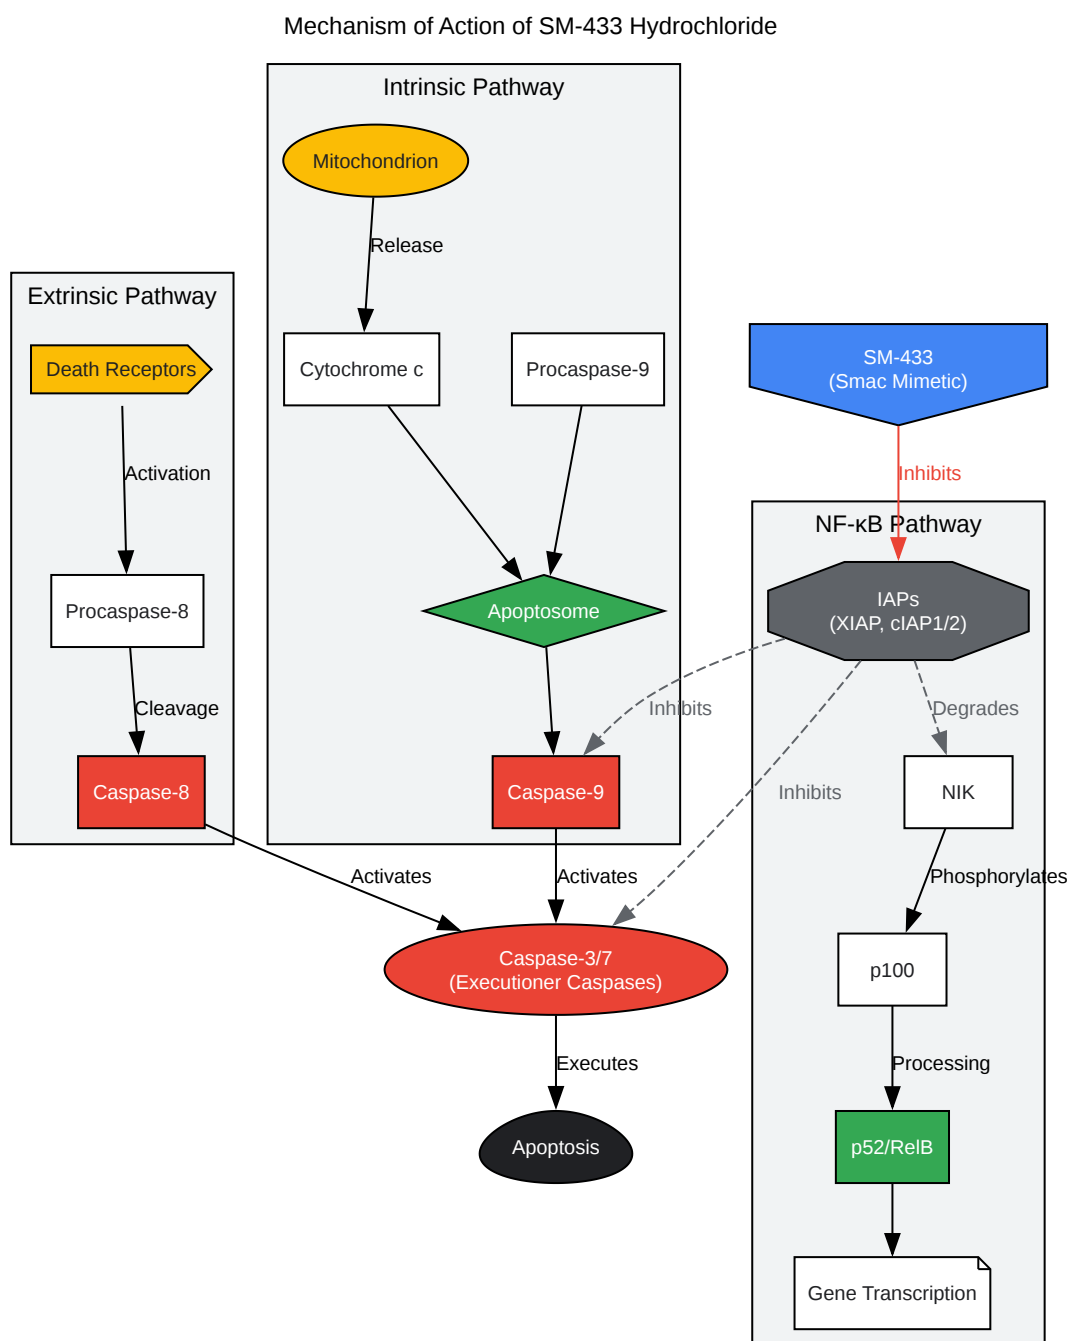 Mechanism of Action of SM-433 Hydrochloride
Intrinsic Pathway
Mitochondrion
Release
Cytochrome c
Procaspase-9
Apoptosome
Caspase-9
Extrinsic Pathway
Death Receptors
Activation
Procaspase-8
Cleavage
Caspase-8
SM-433
(Smac Mimetic)
Inhibits
NF-κB Pathway
IAPs
(XIAP, cIAP1/2)
Inhibits
Inhibits
Degrades
NIK
Phosphorylates
p100
Processing
p52/RelB
Gene Transcription
Activates
Activates
Caspase-3/7
(Executioner Caspases)
Executes
Apoptosis